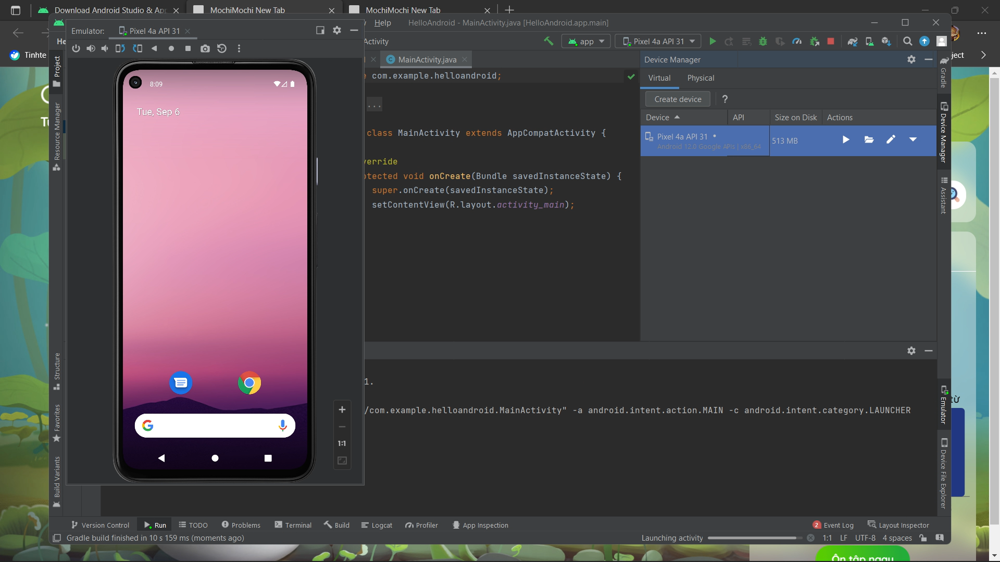 Download Android Studio & Ap
MochiMochi New Tab
MochiMochi New Tab
Help
HelloAndroid - MainActivity.java [HelloAndroid.app.main]
Emulator:
Pixel 4a API 31
He
Activity
app
Pixel 4a API 31
Tinhte
ject
MainActivity.java
Device Manager
Virtual
Physical
Create device
?
Device
API
Size on Disk
Actions
Pixel 4a API 31
Android 12.0 Google APIs | x86_64
513 MB
com.example.helloandroid;
...
class MainActivity extends AppCompatActivity {
verride
otected void onCreate(Bundle savedInstanceState) {
super.onCreate(savedInstanceState);
setContentView(R.layout.activity_main);
8:09
Tue, Sep 6
1:1
1.
/com.example.helloandroid.MainActivity" -a android.intent.action.MAIN -c android.intent.category.LAUNCHER
Project
Resource Manager
Structure
Favorites
Build Variants
Gradle
Device Manager
Assistant
Emulator
Device File Explorer
từ
Version Control
Run
TODO
Problems
Terminal
Build
Logcat
Profiler
App Inspection
2 Event Log
Layout Inspector
Gradle build finished in 10 s 159 ms (moments ago)
Launching activity
1:1
LF
UTF-8
4 spaces
Ôn tập ngay